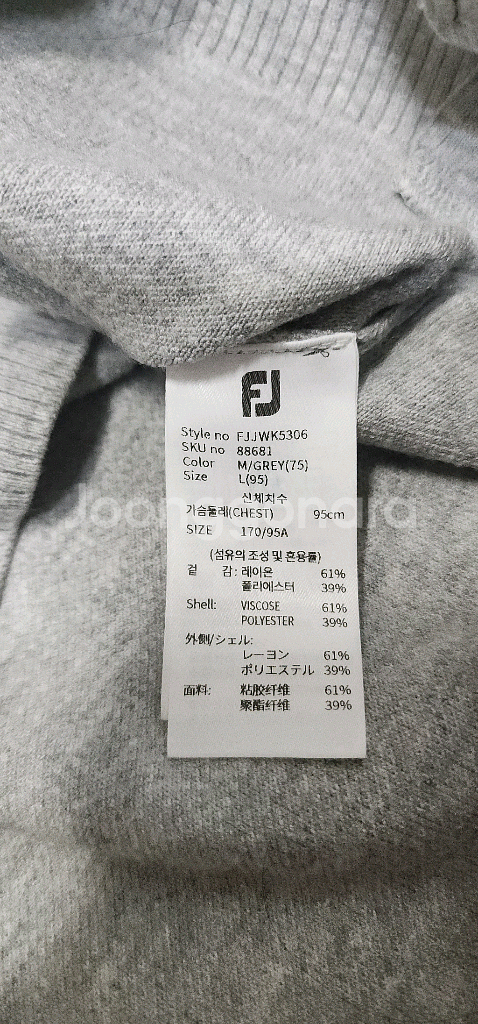 FJ
Style no FJJWK5306
SKU no 88681
Color M/GREY(75)
Size L(95)
신체치수
가슴둘레(CHEST) 95cm
SIZE 170/95A
(섬유의 조성 및 혼용률)
겉 감: 레이온 61%
폴리에스터 39%
Shell: VISCOSE 61%
POLYESTER 39%
外側/シェル:
レーヨン 61%
ポリエステル 39%
面料: 粘胶纤维 61%
聚酯纤维 39%
joonggonara